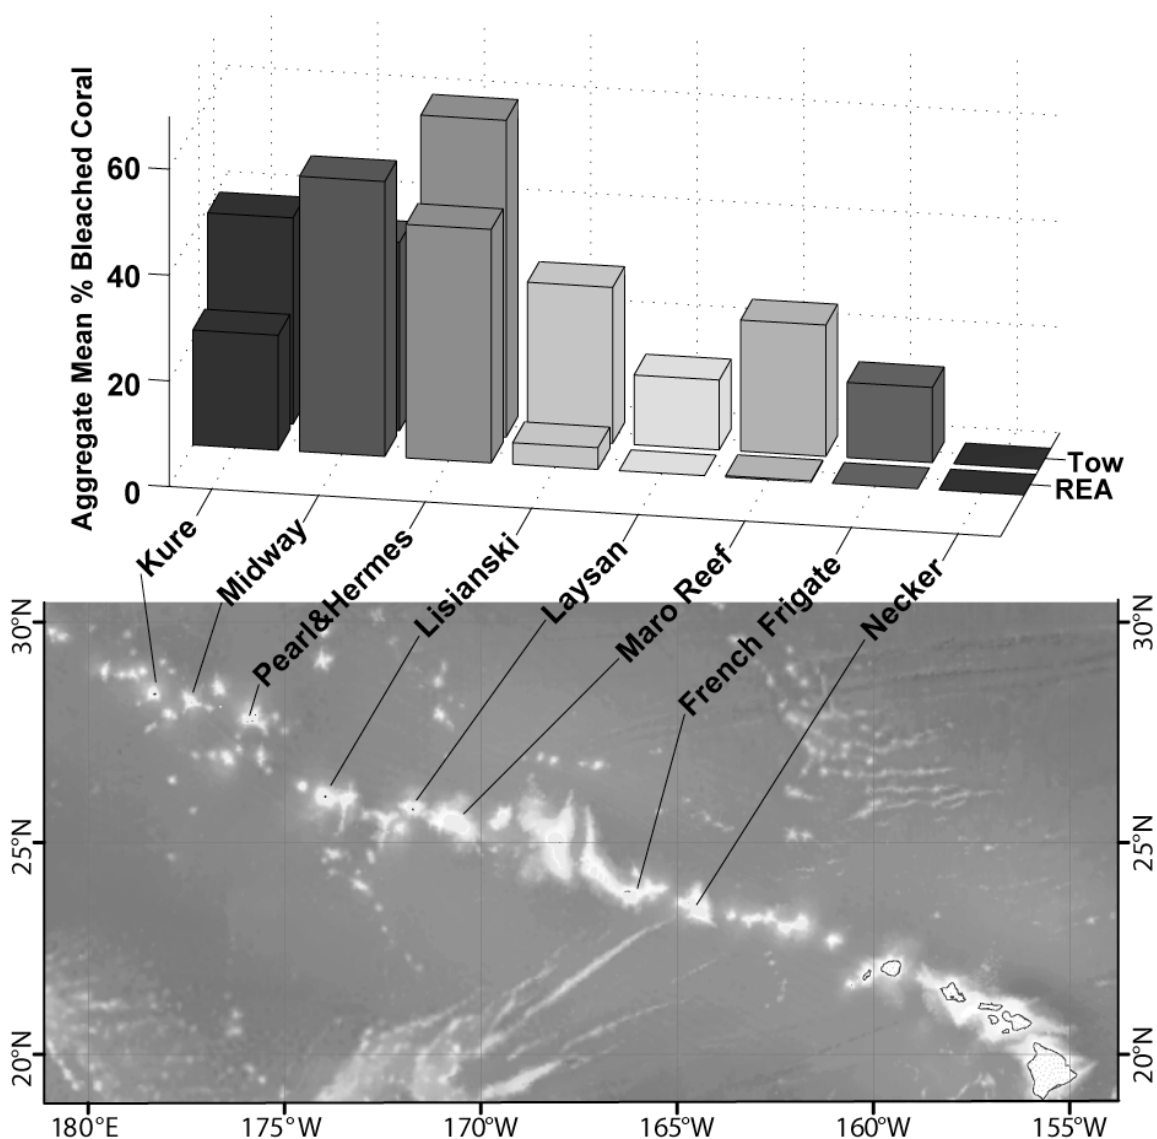 Aggregate Mean % Bleached Coral
60
40
20
0
Tow
REA
Kure
Midway
Pearl&Hermes
Lisianski
Laysan
Maro Reef
French Frigate
Necker
30°N
30°N
25°N
25°N
20°N
20°N
180°E
175°W
170°W
165°W
160°W
155°W